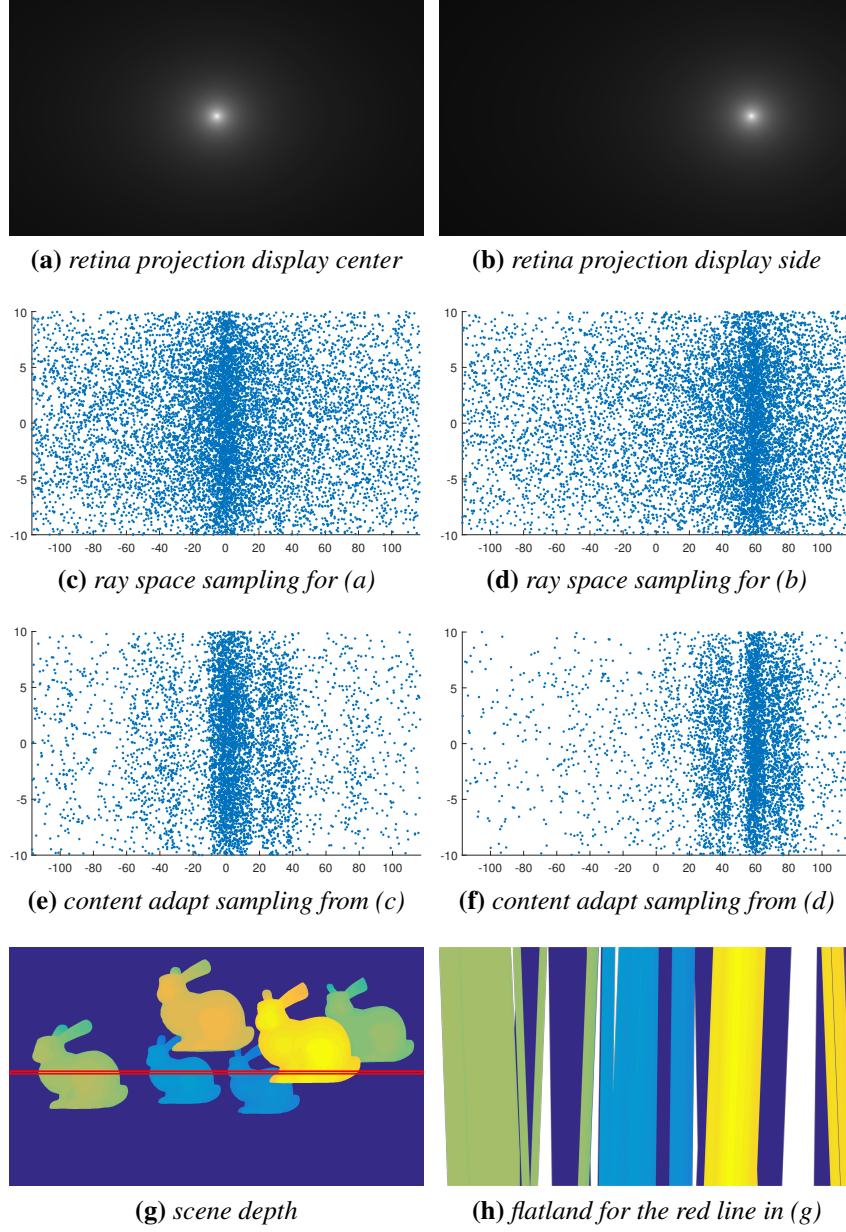 (a) retina projection display center
(b) retina projection display side
10
5
0
-5
-10
-100 -80 -60 -40 -20 0 20 40 60 80 100
(c) ray space sampling for (a)
10
5
0
-5
-10
-100 -80 -60 -40 -20 0 20 40 60 80 100
(d) ray space sampling for (b)
10
5
0
-5
-10
-100 -80 -60 -40 -20 0 20 40 60 80 100
(e) content adapt sampling from (c)
10
5
0
-5
-10
-100 -80 -60 -40 -20 0 20 40 60 80 100
(f) content adapt sampling from (d)
(g) scene depth
(h) flatland for the red line in (g)